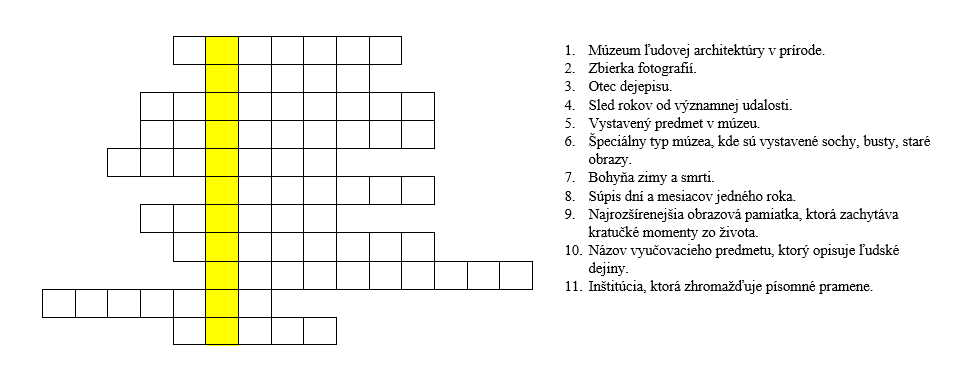 1. Múzeum ľudovej architektúry v prírode.
2. Zbierka fotografií.
3. Otec dejepisu.
4. Sled rokov od významnej udalosti.
5. Vystavený predmet v múzeu.
6. Špeciálny typ múzea, kde sú vystavené sochy, busty, staré
obrazy.
7. Bohyňa zimy a smrti.
8. Súpis dní a mesiacov jedného roka.
9. Najrozšírenejšia obrazová pamiatka, ktorá zachytáva
kratučké momenty zo života.
10. Názov vyučovacieho predmetu, ktorý opisuje ľudské
dejiny.
11. Inštitúcia, ktorá zhromažďuje písomné pramene.